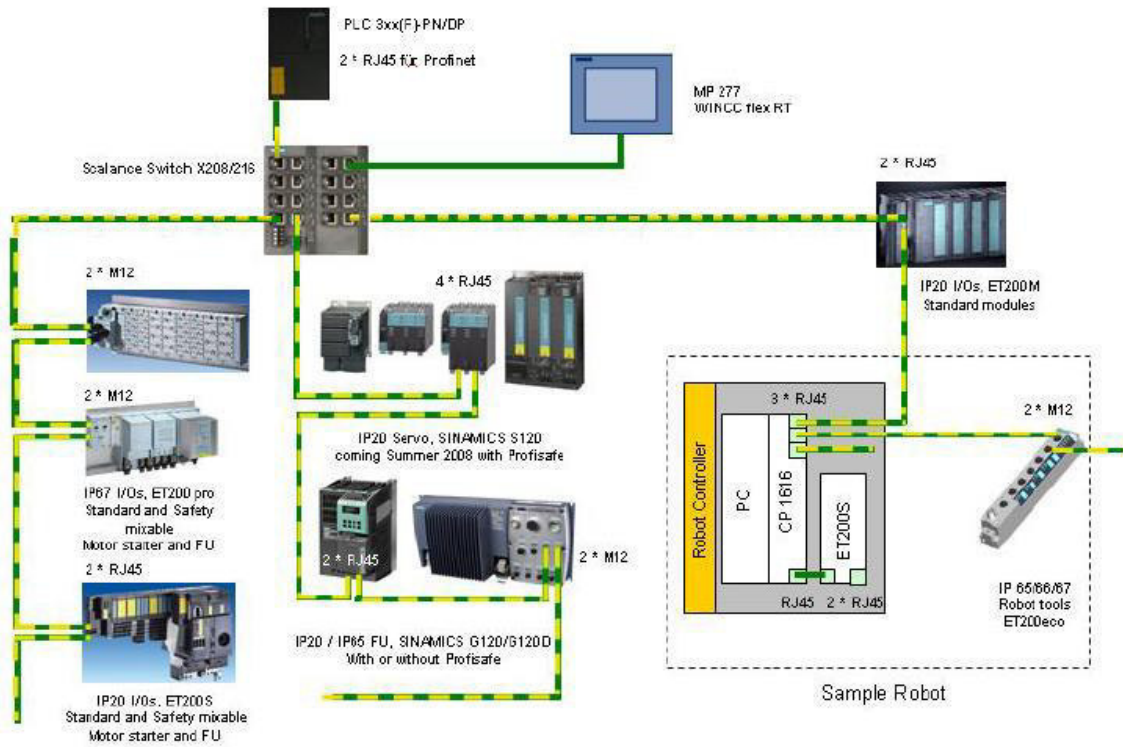 PLC 3xx(F)-PN/DP
2 * RJ45 für Profinet
MP 277
WINCC flex RT
Scalance Switch X208/216
2 * RJ45
IP20 I/Os, ET200M
Standard modules
2 * M12
4 * RJ45
2 * M12
IP67 I/Os, ET200 pro
Standard and Safety
mixable
Motor starter and FU
IP20 Servo, SINAMICS S120
coming Summer 2008 with Profisafe
2 * RJ45
2 * M12
IP20 / IP65 FU, SINAMICS G120/G120D
With or without Profisafe
2 * RJ45
IP20 I/Os, ET200S
Standard and Safety mixable
Motor starter and FU
3 * RJ45
Robot Controller
PC
CP 1616
ET200S
RJ45
2 * RJ45
2 * M12
IP 65/66/67
Robot tools
ET200eco
Sample Robot